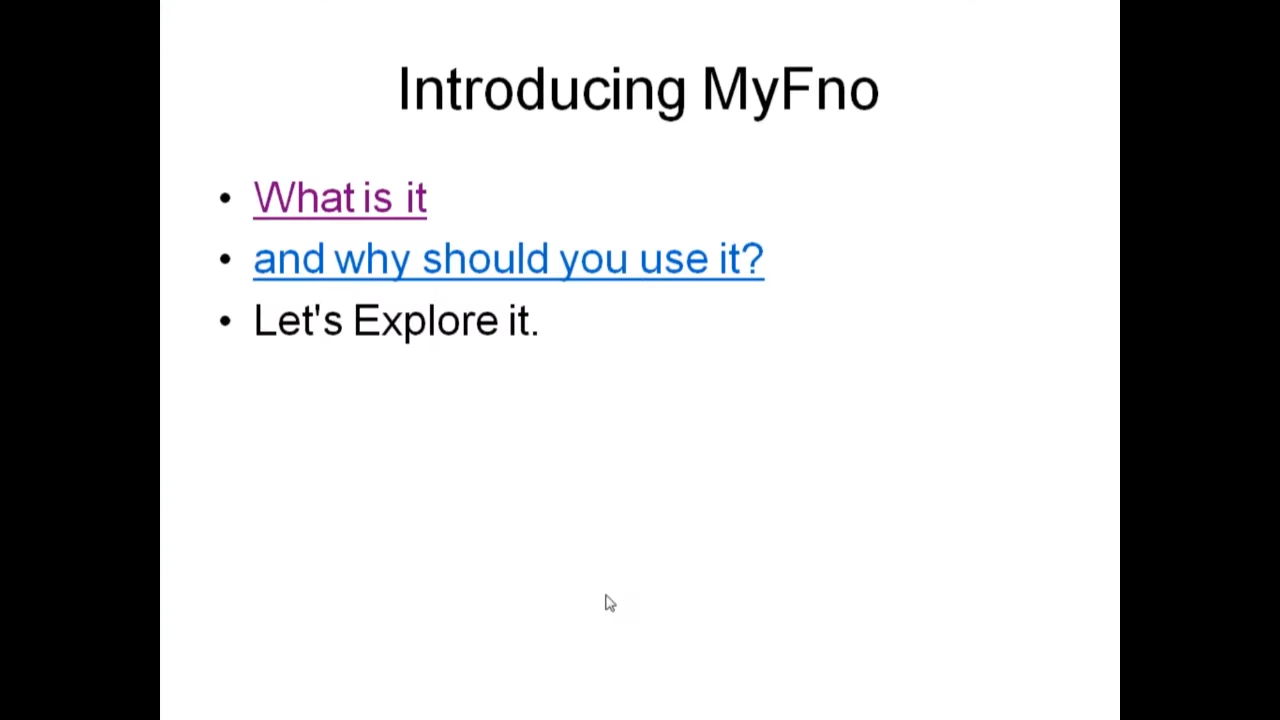 Introducing MyFno
• What is it
• and why should you use it?
• Let's Explore it.